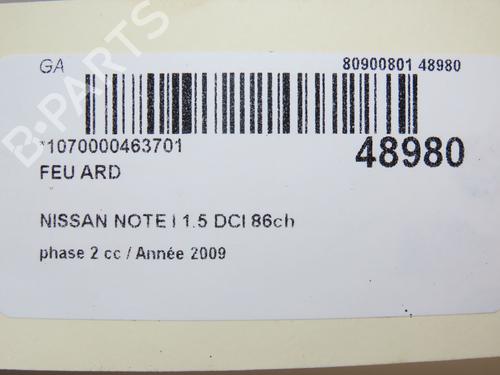 GA
80900801 48980
*1070000463701
48980
FEU ARD
NISSAN NOTE I 1.5 DCI 86ch
phase 2 cc / Année 2009
B-PARTS